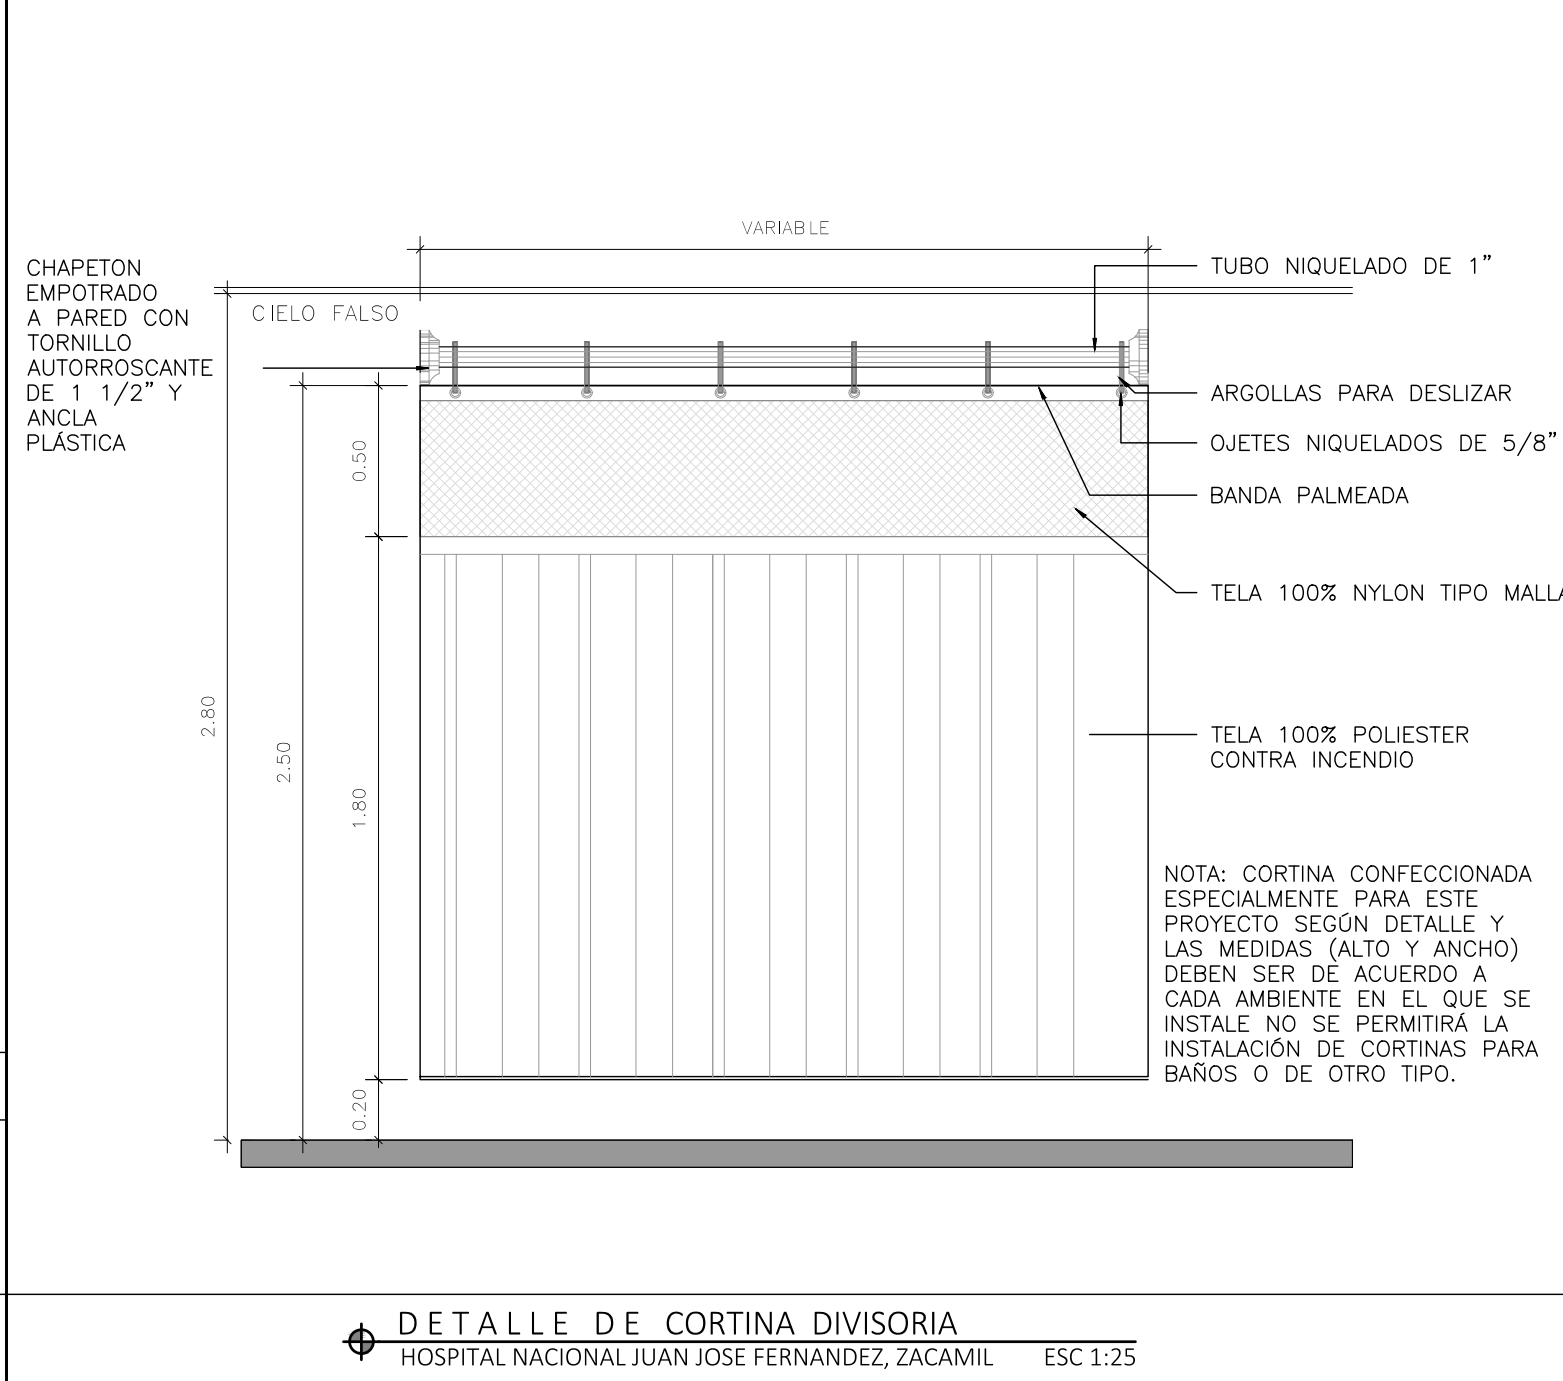 VARIABLE
CHAPETON
EMPOTRADO
A PARED CON
TORNILLO
AUTORROSCANTE
DE 1 1/2” Y
ANCLA
PLÁSTICA
CIELO FALSO
TUBO NIQUELADO DE 1”
ARGOLLAS PARA DESLIZAR
OJETES NIQUELADOS DE 5/8”
BANDA PALMEADA
TELA 100% NYLON TIPO MALLA
TELA 100% POLIESTER
CONTRA INCENDIO
0.50
2.80
2.50
1.80
0.20
NOTA: CORTINA CONFECCIONADA
ESPECIALMENTE PARA ESTE
PROYECTO SEGÚN DETALLE Y
LAS MEDIDAS (ALTO Y ANCHO)
DEBEN SER DE ACUERDO A
CADA AMBIENTE EN EL QUE SE
INSTALE NO SE PERMITIRÁ LA
INSTALACIÓN DE CORTINAS PARA
BAÑOS O DE OTRO TIPO.
DETALLE DE CORTINA DIVISORIA
HOSPITAL NACIONAL JUAN JOSE FERNANDEZ, ZACAMIL ESC 1:25